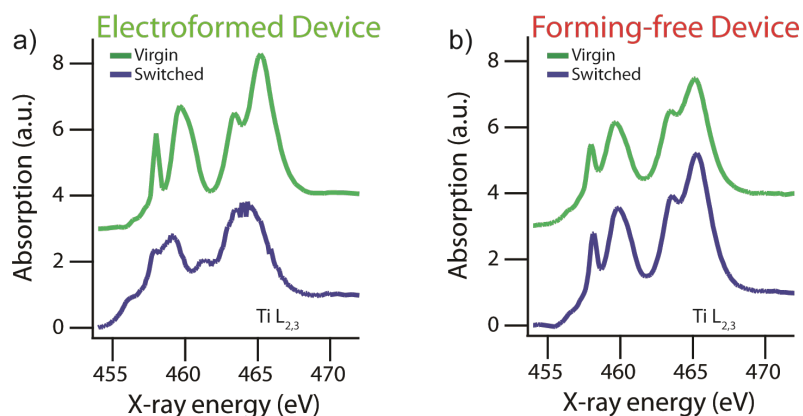 Electroformed Device
a)
Virgin
Switched
Absorption (a.u.)
8
6
4
2
0
Ti L2,3
455 460 465 470
X-ray energy (eV)
Forming-free Device
b)
Virgin
Switched
Absorption (a.u.)
8
6
4
2
0
Ti L2,3
455 460 465 470
X-ray energy (eV)